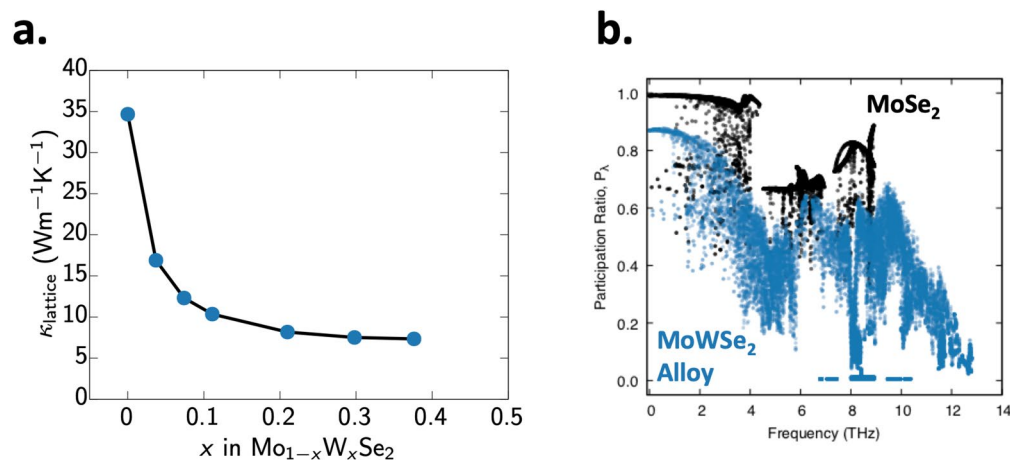 a.
κlattice (Wm−1K−1)
40
35
30
25
20
15
10
5
0
0 0.1 0.2 0.3 0.4 0.5
x in Mo1−xWxSe2
b.
MoSe2
MoWSe2
Alloy
Participation Ratio, Pλ
1.0
0.8
0.6
0.4
0.2
0.0
0 2 4 6 8 10 12 14
Frequency (THz)